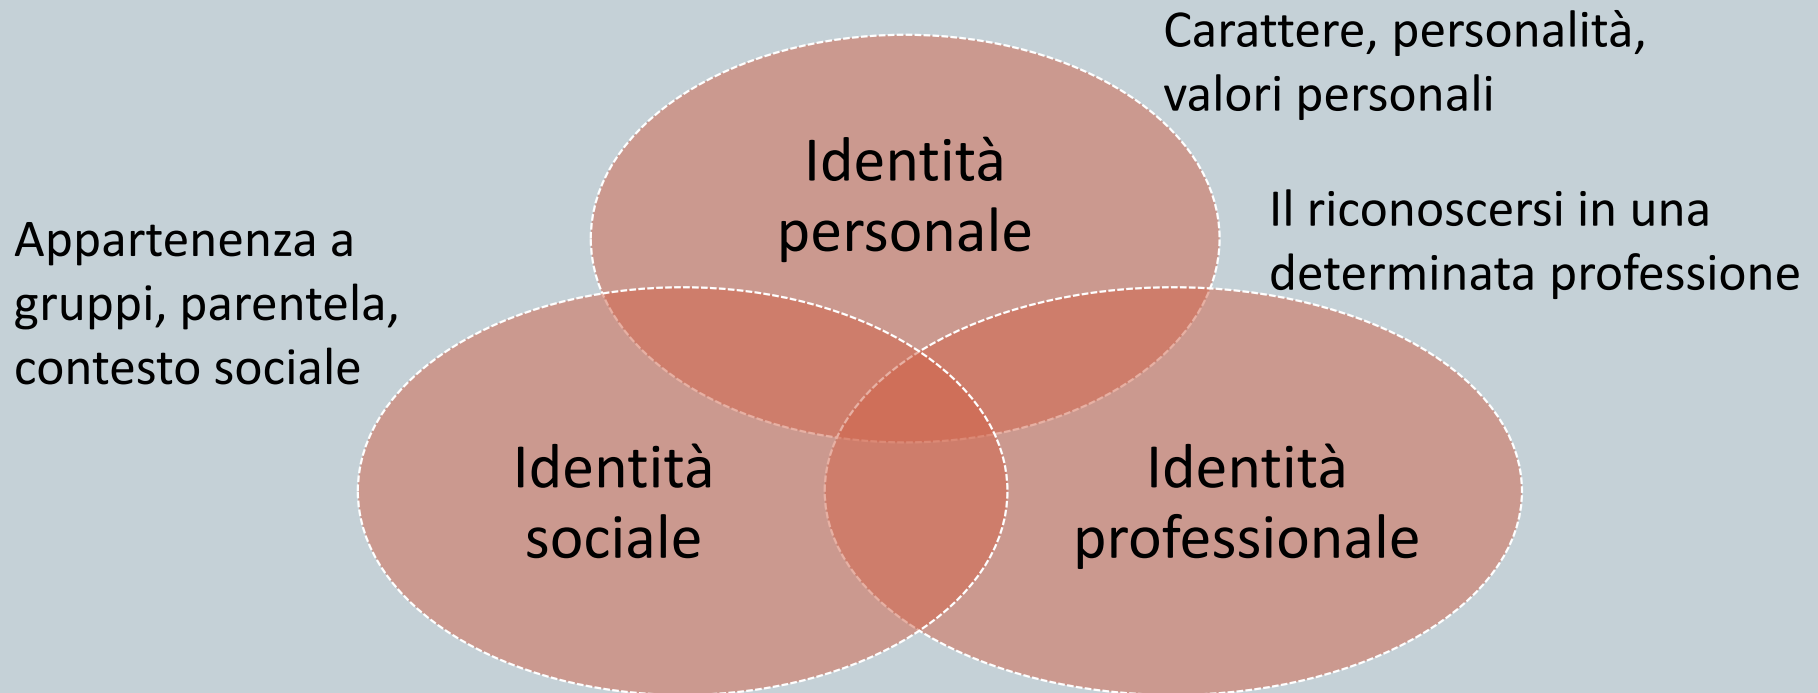 Carattere, personalità,
valori personali
Identità
personale
Il riconoscersi in una
determinata professione
Appartenenza a
gruppi, parentela,
contesto sociale
Identità
sociale
Identità
professionale